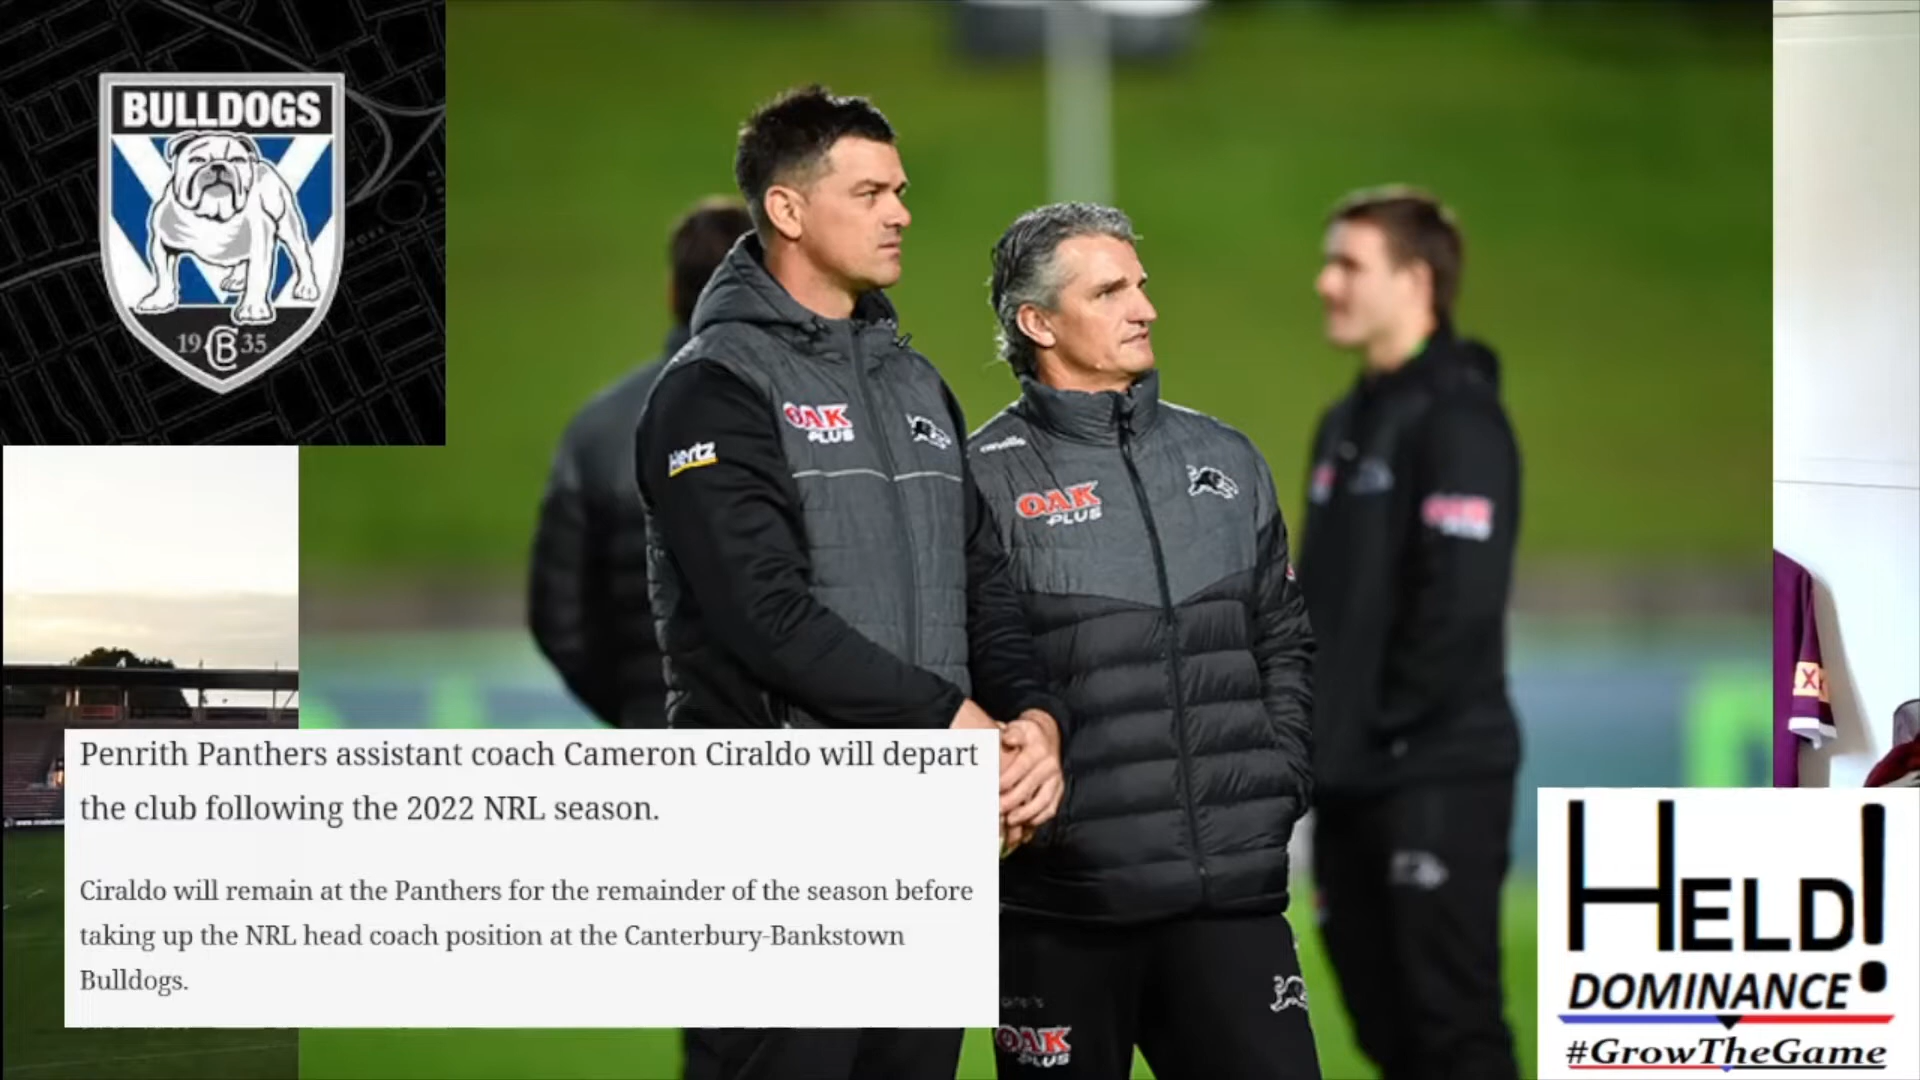 BULLDOGS
19 CB 35
Hertz
OAK
PLUS
OAK
PLUS
Penrith Panthers assistant coach Cameron Ciraldo will depart
the club following the 2022 NRL season.
Ciraldo will remain at the Panthers for the remainder of the season before
taking up the NRL head coach position at the Canterbury-Bankstown
Bulldogs.
OAK
PLUS
HELD!
DOMINANCE
#GrowTheGame